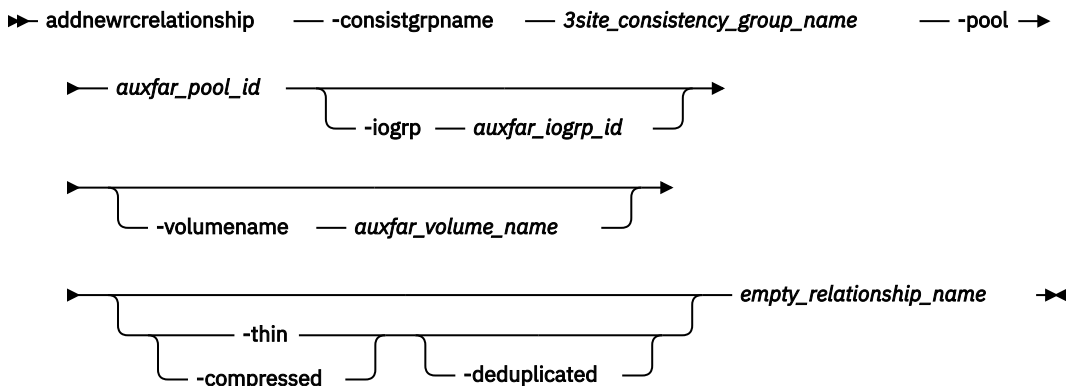 addnewrcrelationship -consistgrpname 3site_consistency_group_name -pool
auxfar_pool_id
-iogrp auxfar_iogrp_id
-volumename auxfar_volume_name
empty_relationship_name
-thin
-compressed -deduplicated